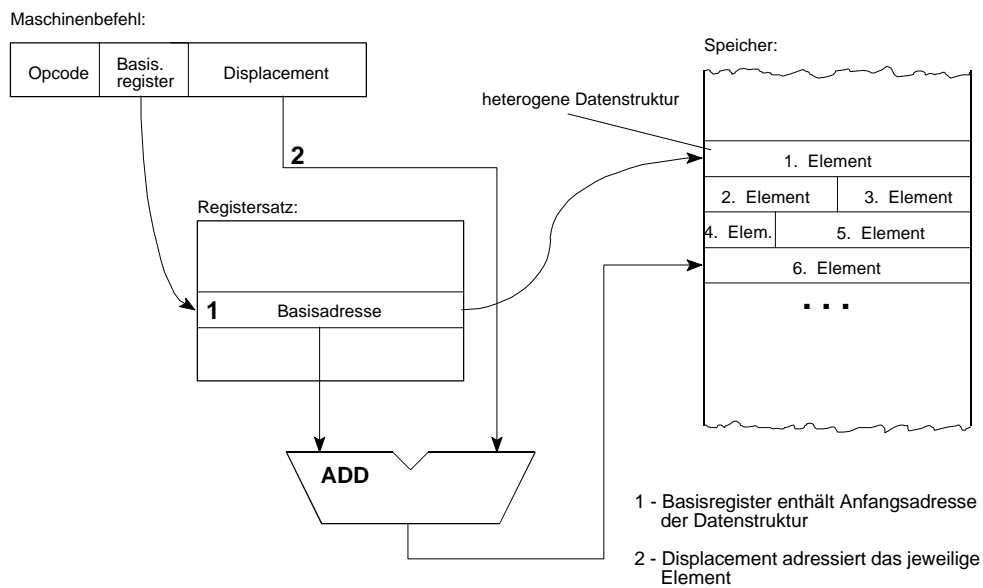 Maschinenbefehl:
Opcode
Basis.
register
Displacement
Speicher:
heterogene Datenstruktur
1. Element
2. Element
3. Element
4. Elem.
5. Element
6. Element
. . .
2
Registersatz:
1
Basisadresse
ADD
1 - Basisregister enthält Anfangsadresse
der Datenstruktur
2 - Displacement adressiert das jeweilige
Element